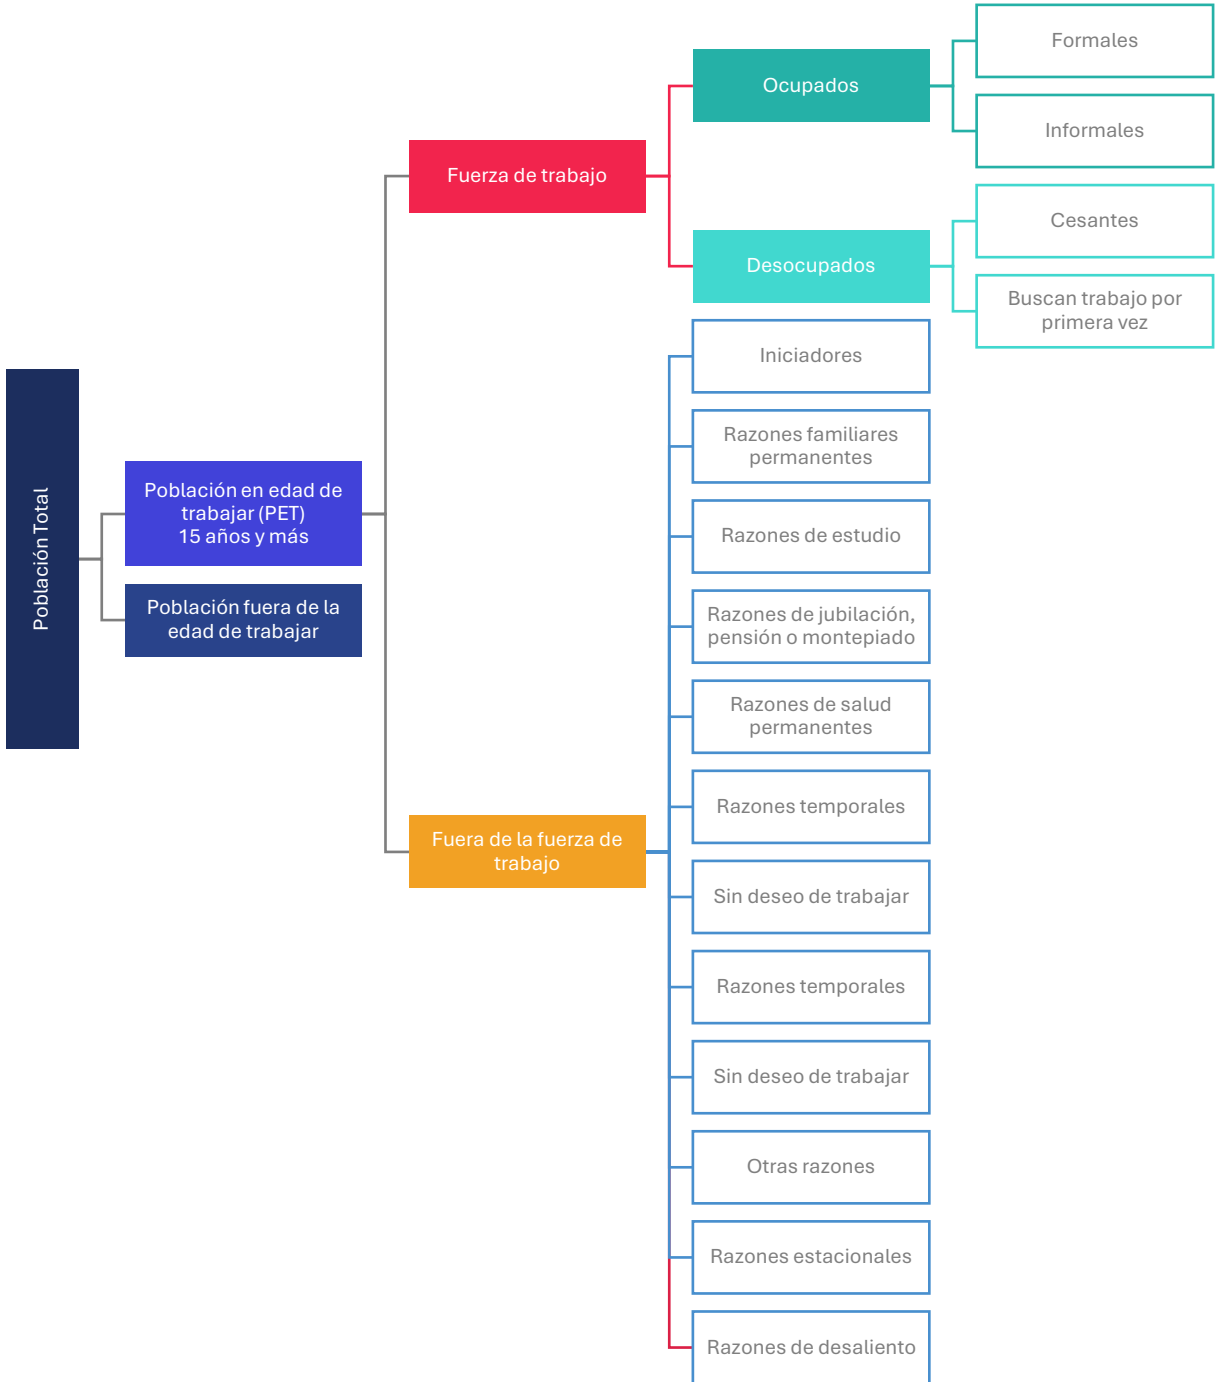 Población Total
Población en edad de
trabajar (PET)
15 años y más
Población fuera de la
edad de trabajar
Fuerza de trabajo
Fuera de la fuerza de
trabajo
Ocupados
Desocupados
Formales
Informales
Cesantes
Buscan trabajo por
primera vez
Iniciadores
Razones familiares
permanentes
Razones de estudio
Razones de jubilación,
pensión o montepiado
Razones de salud
permanentes
Razones temporales
Sin deseo de trabajar
Razones temporales
Sin deseo de trabajar
Otras razones
Razones estacionales
Razones de desaliento